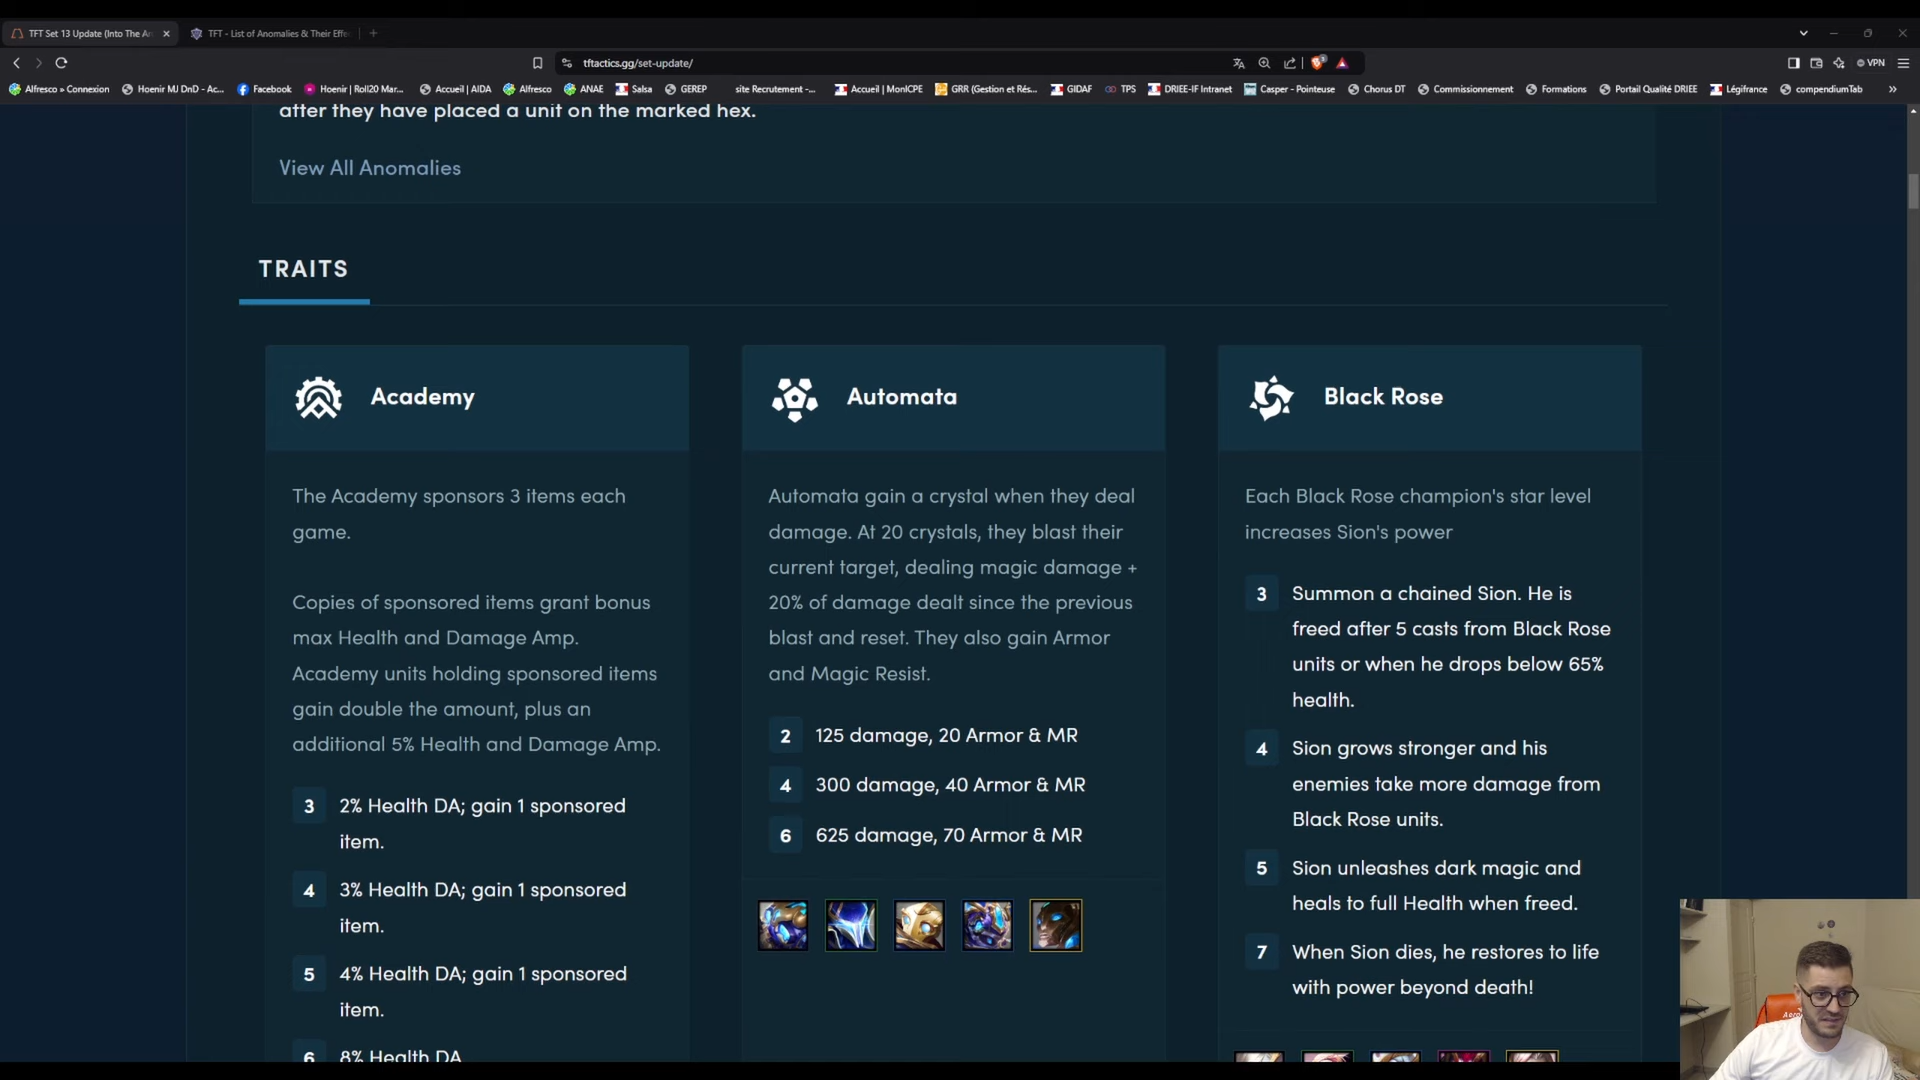 TFT Set 13 Update (Into The Ar
TFT - List of Anomalies & Their Effe
tftactics.gg/set-update/
VPN
Alfresco » Connexion
Hoenir MJ DnD - Ac...
Facebook
Hoenir | Roll20 Mar...
Accueil | AIDA
Alfresco
ANAE
Salsa
GEREP
site Recrutement -...
Accueil | MonICPE
GRR (Gestion et Rés...
GIDAF
TPS
DRIEE-IF Intranet
Casper - Pointeuse
Chorus DT
Commissionnement
Formations
Portail Qualité DRIEE
Légifrance
compendiumTab
after they have placed a unit on the marked hex.
View All Anomalies
TRAITS
Academy
The Academy sponsors 3 items each
game.
Copies of sponsored items grant bonus
max Health and Damage Amp.
Academy units holding sponsored items
gain double the amount, plus an
additional 5% Health and Damage Amp.
3 2% Health DA; gain 1 sponsored
item.
4 3% Health DA; gain 1 sponsored
item.
5 4% Health DA; gain 1 sponsored
item.
6 8% Health DA
Automata
Automata gain a crystal when they deal
damage. At 20 crystals, they blast their
current target, dealing magic damage +
20% of damage dealt since the previous
blast and reset. They also gain Armor
and Magic Resist.
2 125 damage, 20 Armor & MR
4 300 damage, 40 Armor & MR
6 625 damage, 70 Armor & MR
Black Rose
Each Black Rose champion's star level
increases Sion's power
3 Summon a chained Sion. He is
freed after 5 casts from Black Rose
units or when he drops below 65%
health.
4 Sion grows stronger and his
enemies take more damage from
Black Rose units.
5 Sion unleashes dark magic and
heals to full Health when freed.
7 When Sion dies, he restores to life
with power beyond death!